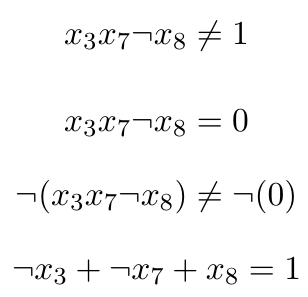 x₃x₇¬x₈ ≠ 1
x₃x₇¬x₈ = 0
¬(x₃x₇¬x₈) ≠ ¬(0)
¬x₃ + ¬x₇ + x₈ = 1